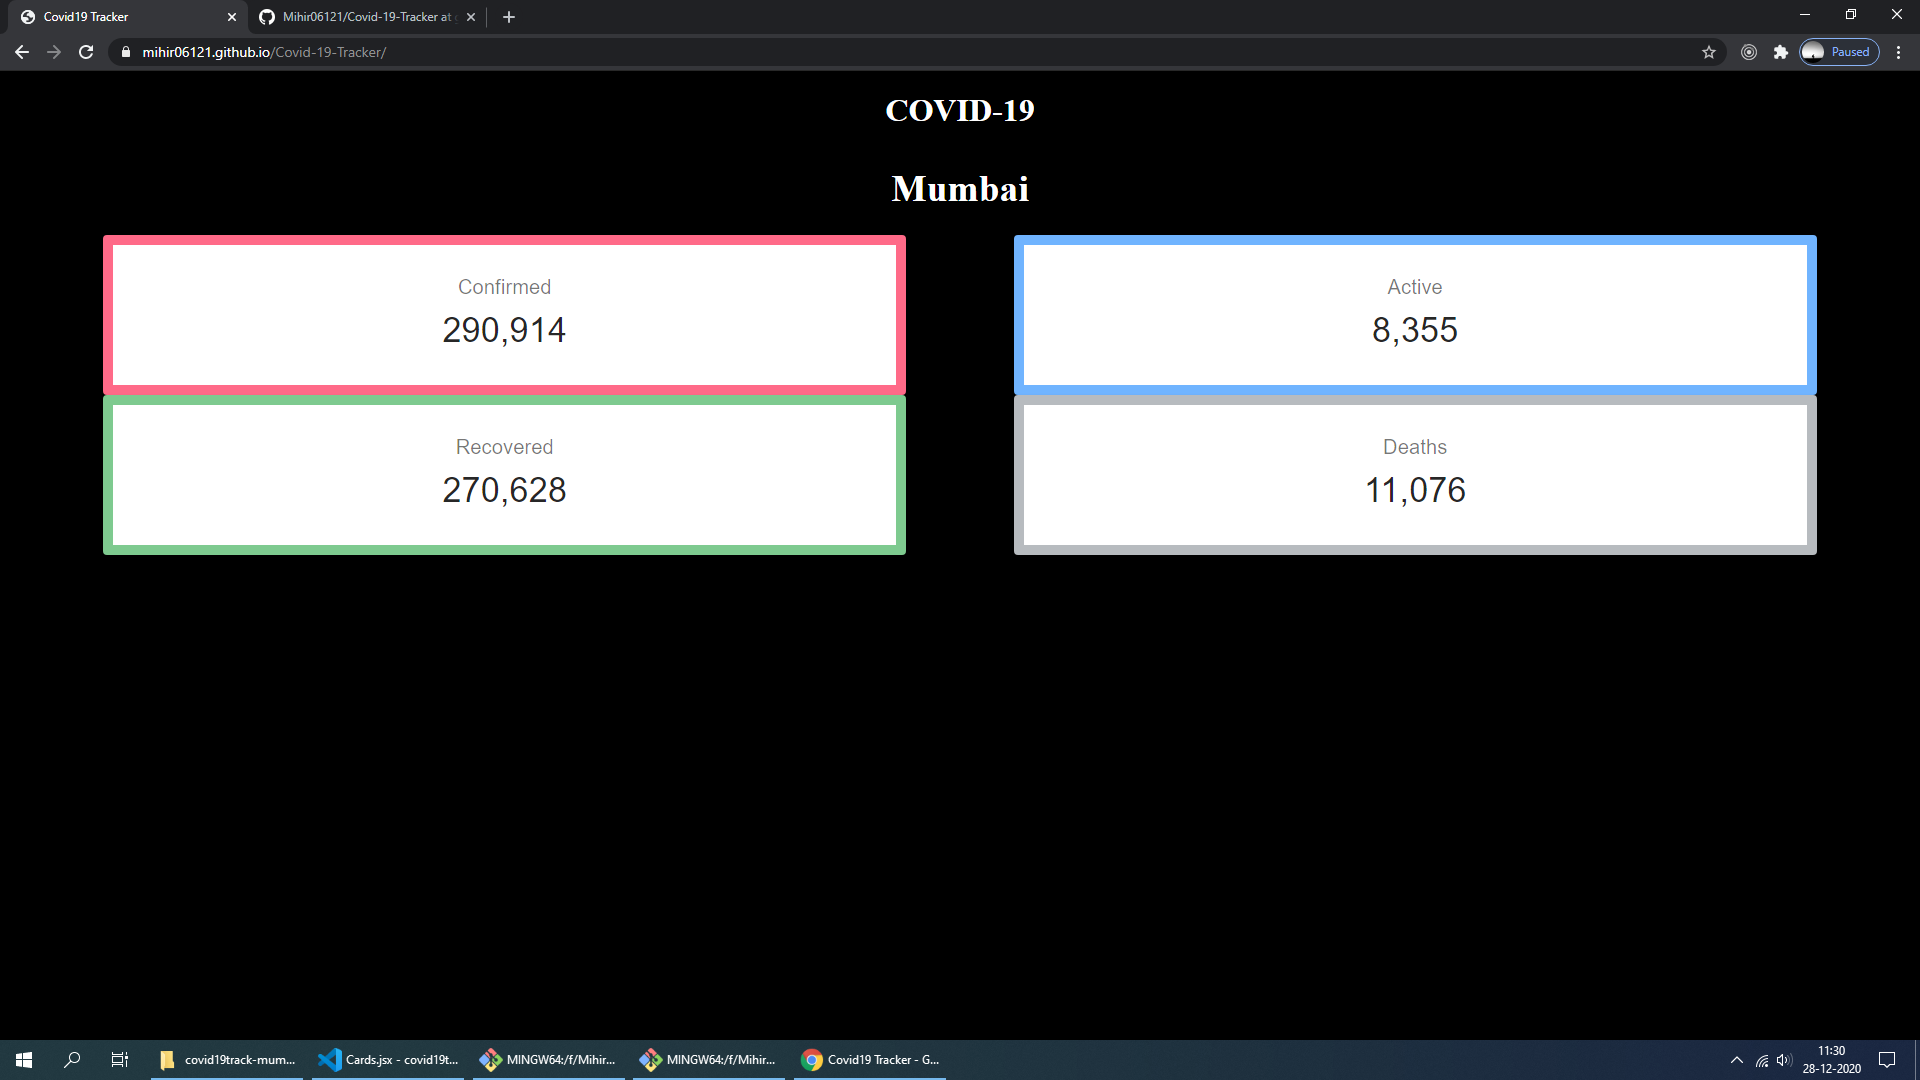 Covid19 Tracker
Mihir06121/Covid-19-Tracker at
mihir06121.github.io/Covid-19-Tracker/
Paused
COVID-19
Mumbai
Confirmed
290,914
Active
8,355
Recovered
270,628
Deaths
11,076
covid19track-mum...
Cards.jsx - covid19t...
MINGW64:/f/Mihir...
MINGW64:/f/Mihir...
Covid19 Tracker - G...
11:30
28-12-2020